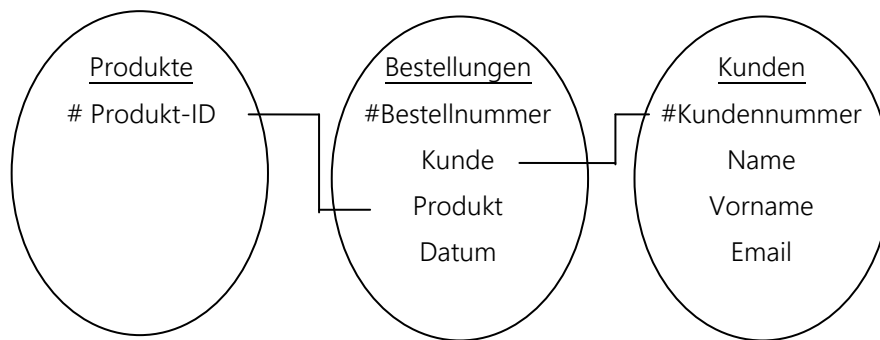 Produkte
# Produkt-ID
Bestellungen
#Bestellnummer
Kunde
Produkt
Datum
Kunden
#Kundennummer
Name
Vorname
Email